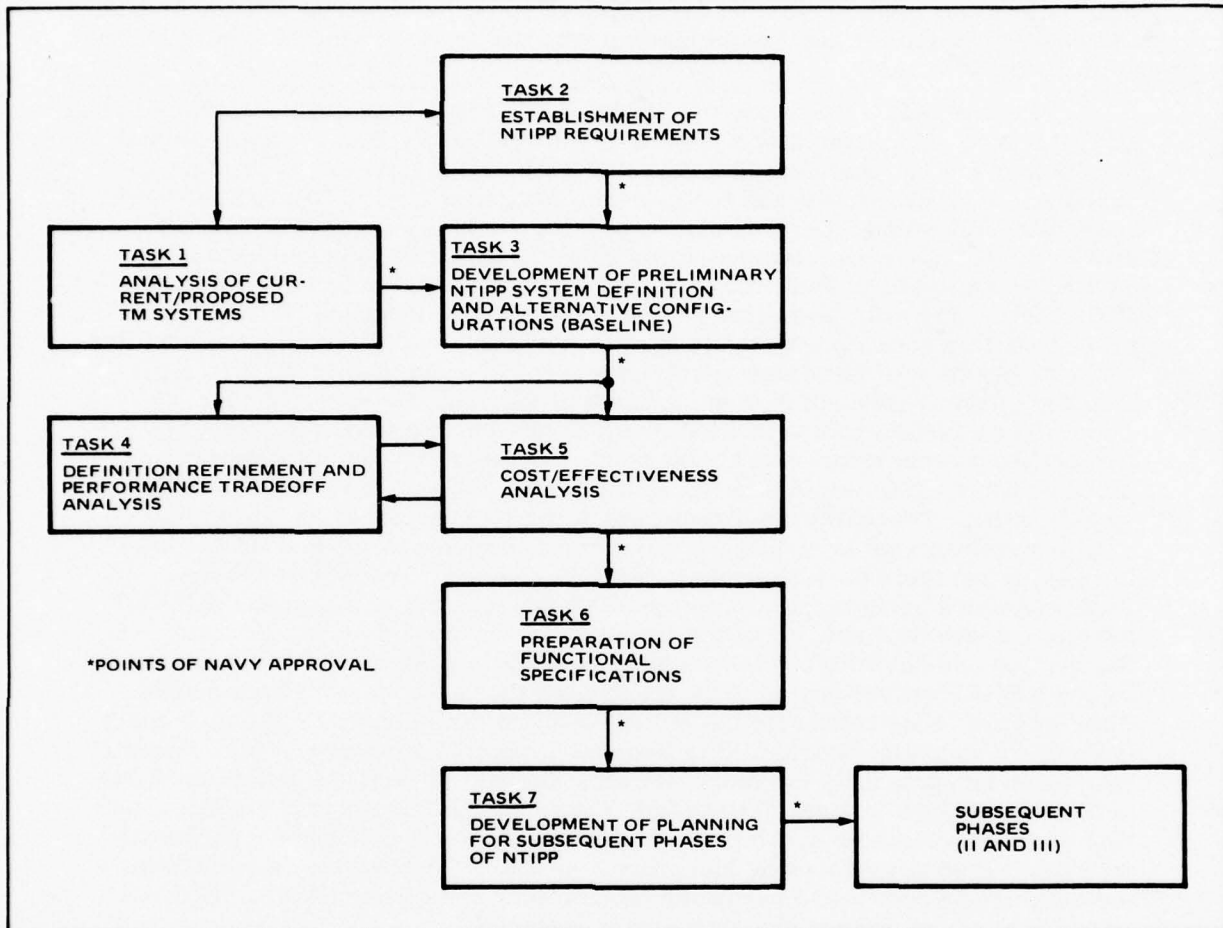 TASK 2
ESTABLISHMENT OF
NTIPP REQUIREMENTS
*
TASK 1
ANALYSIS OF CUR-
RENT/PROPOSED
TM SYSTEMS
*
TASK 3
DEVELOPMENT OF PRELIMINARY
NTIPP SYSTEM DEFINITION
AND ALTERNATIVE CONFIG-
URATIONS (BASELINE)
*
TASK 4
DEFINITION REFINEMENT AND
PERFORMANCE TRADEOFF
ANALYSIS
TASK 5
COST/EFFECTIVENESS
ANALYSIS
*
TASK 6
PREPARATION OF
FUNCTIONAL
SPECIFICATIONS
*POINTS OF NAVY APPROVAL
*
TASK 7
DEVELOPMENT OF PLANNING
FOR SUBSEQUENT PHASES
OF NTIPP
*
SUBSEQUENT
PHASES
(II AND III)